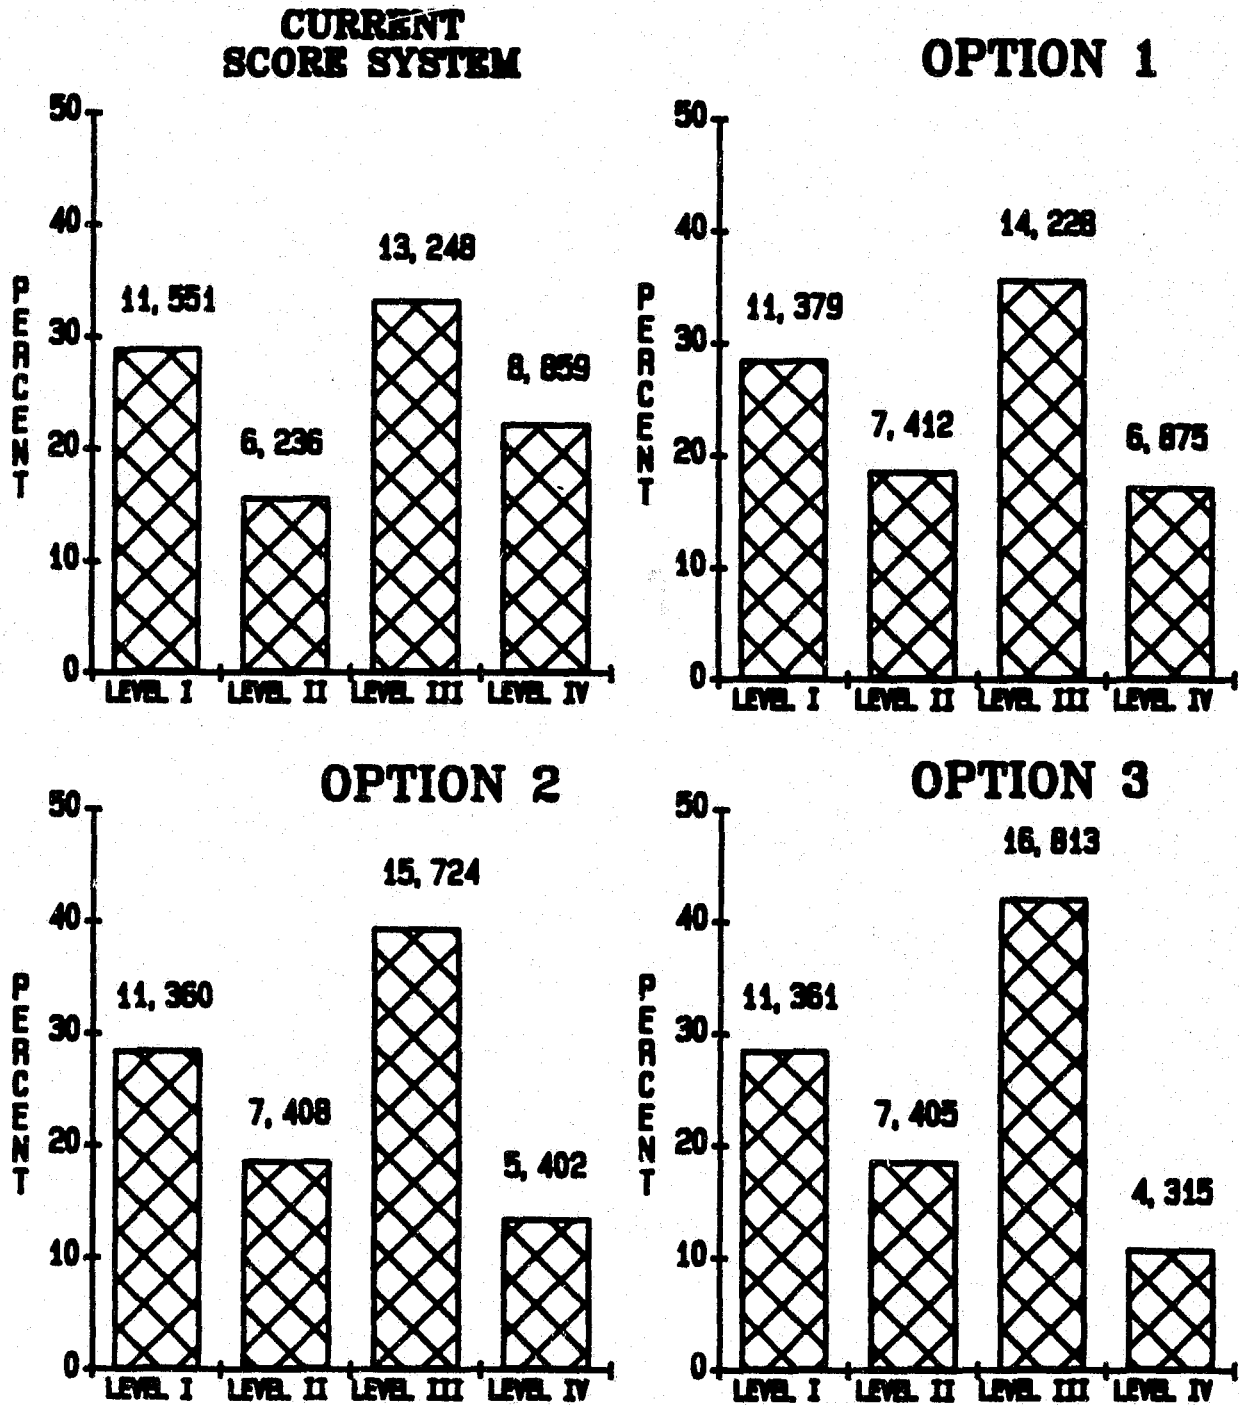 CURRENT
SCORE SYSTEM
50
40
30
20
10
0
PERCENT
11,551
6,236
13,248
8,859
LEVEL I
LEVEL II
LEVEL III
LEVEL IV
OPTION 1
50
40
30
20
10
0
PERCENT
11,379
7,412
14,228
6,875
LEVEL I
LEVEL II
LEVEL III
LEVEL IV
OPTION 2
50
40
30
20
10
0
PERCENT
11,360
7,408
15,724
5,402
LEVEL I
LEVEL II
LEVEL III
LEVEL IV
OPTION 3
50
40
30
20
10
0
PERCENT
11,361
7,405
16,813
4,315
LEVEL I
LEVEL II
LEVEL III
LEVEL IV